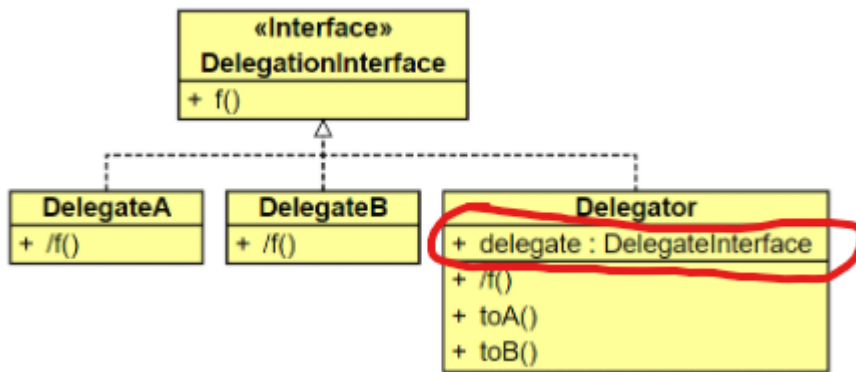 «Interface»
DelegationInterface
+ f()
DelegateA
+ /f()
DelegateB
+ /f()
Delegator
+ delegate : DelegateInterface
+ /f()
+ toA()
+ toB()